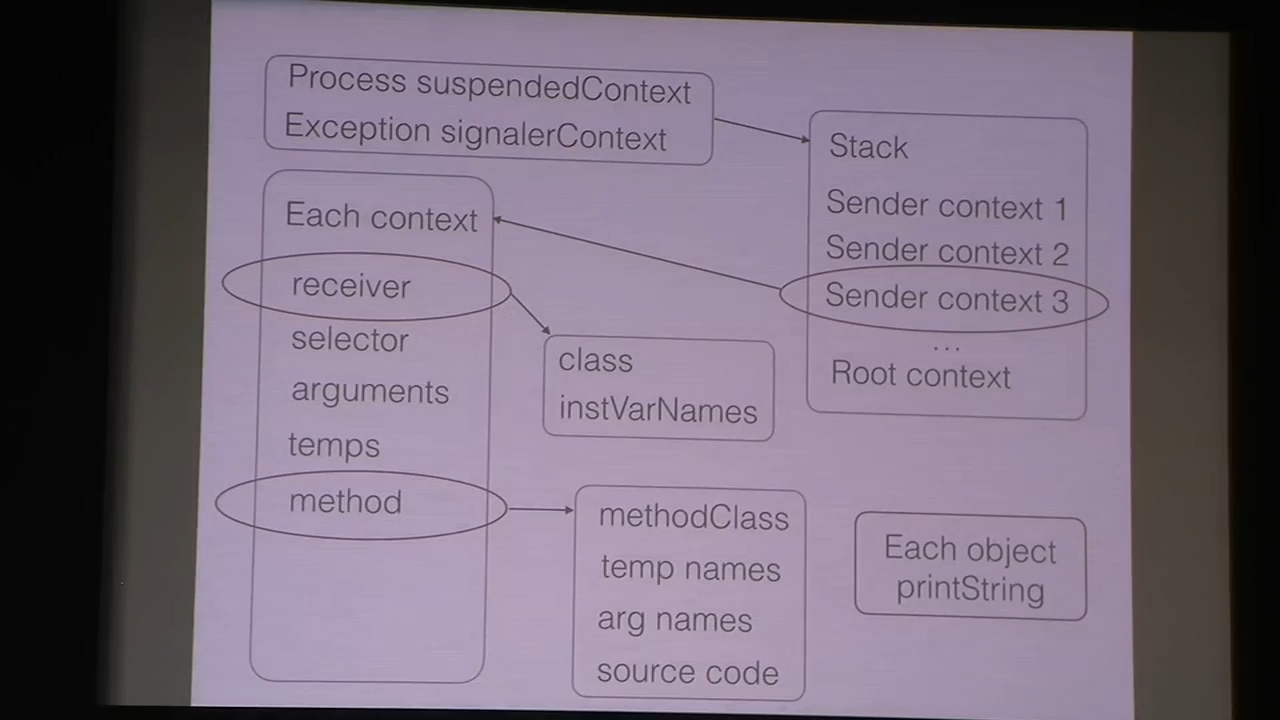 Process suspendedContext
Exception signalerContext
Stack
Sender context 1
Sender context 2
Sender context 3
...
Root context
Each context
receiver
selector
arguments
temps
method
class
instVarNames
methodClass
temp names
arg names
source code
Each object
printString